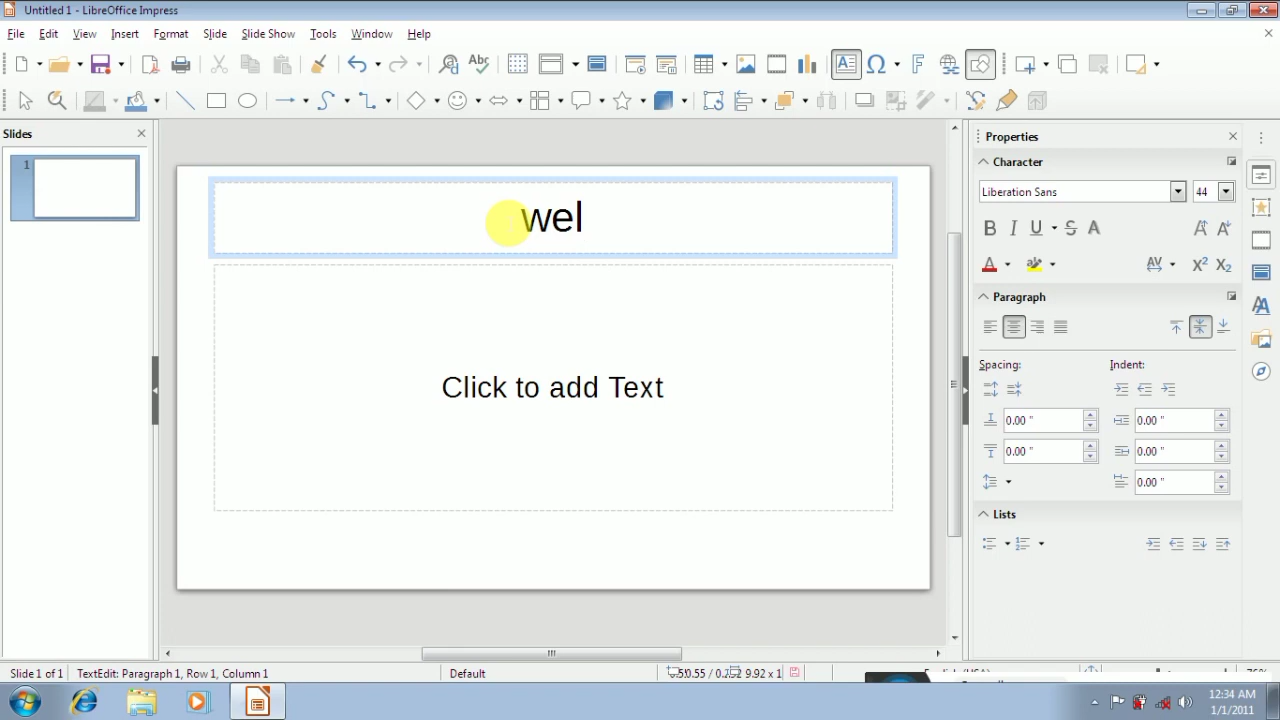 Untitled 1 - LibreOffice Impress
File Edit View Insert Format Slide Slide Show Tools Window Help
Slides
1
wel
Click to add Text
Properties
Character
Liberation Sans
44
Paragraph
Spacing: Indent:
0.00 " 0.00 "
0.00 " 0.00 "
0.00 "
Lists
Slide 1 of 1 TextEdit: Paragraph 1, Row 1, Column 1 Default
12:34 AM
1/1/2011